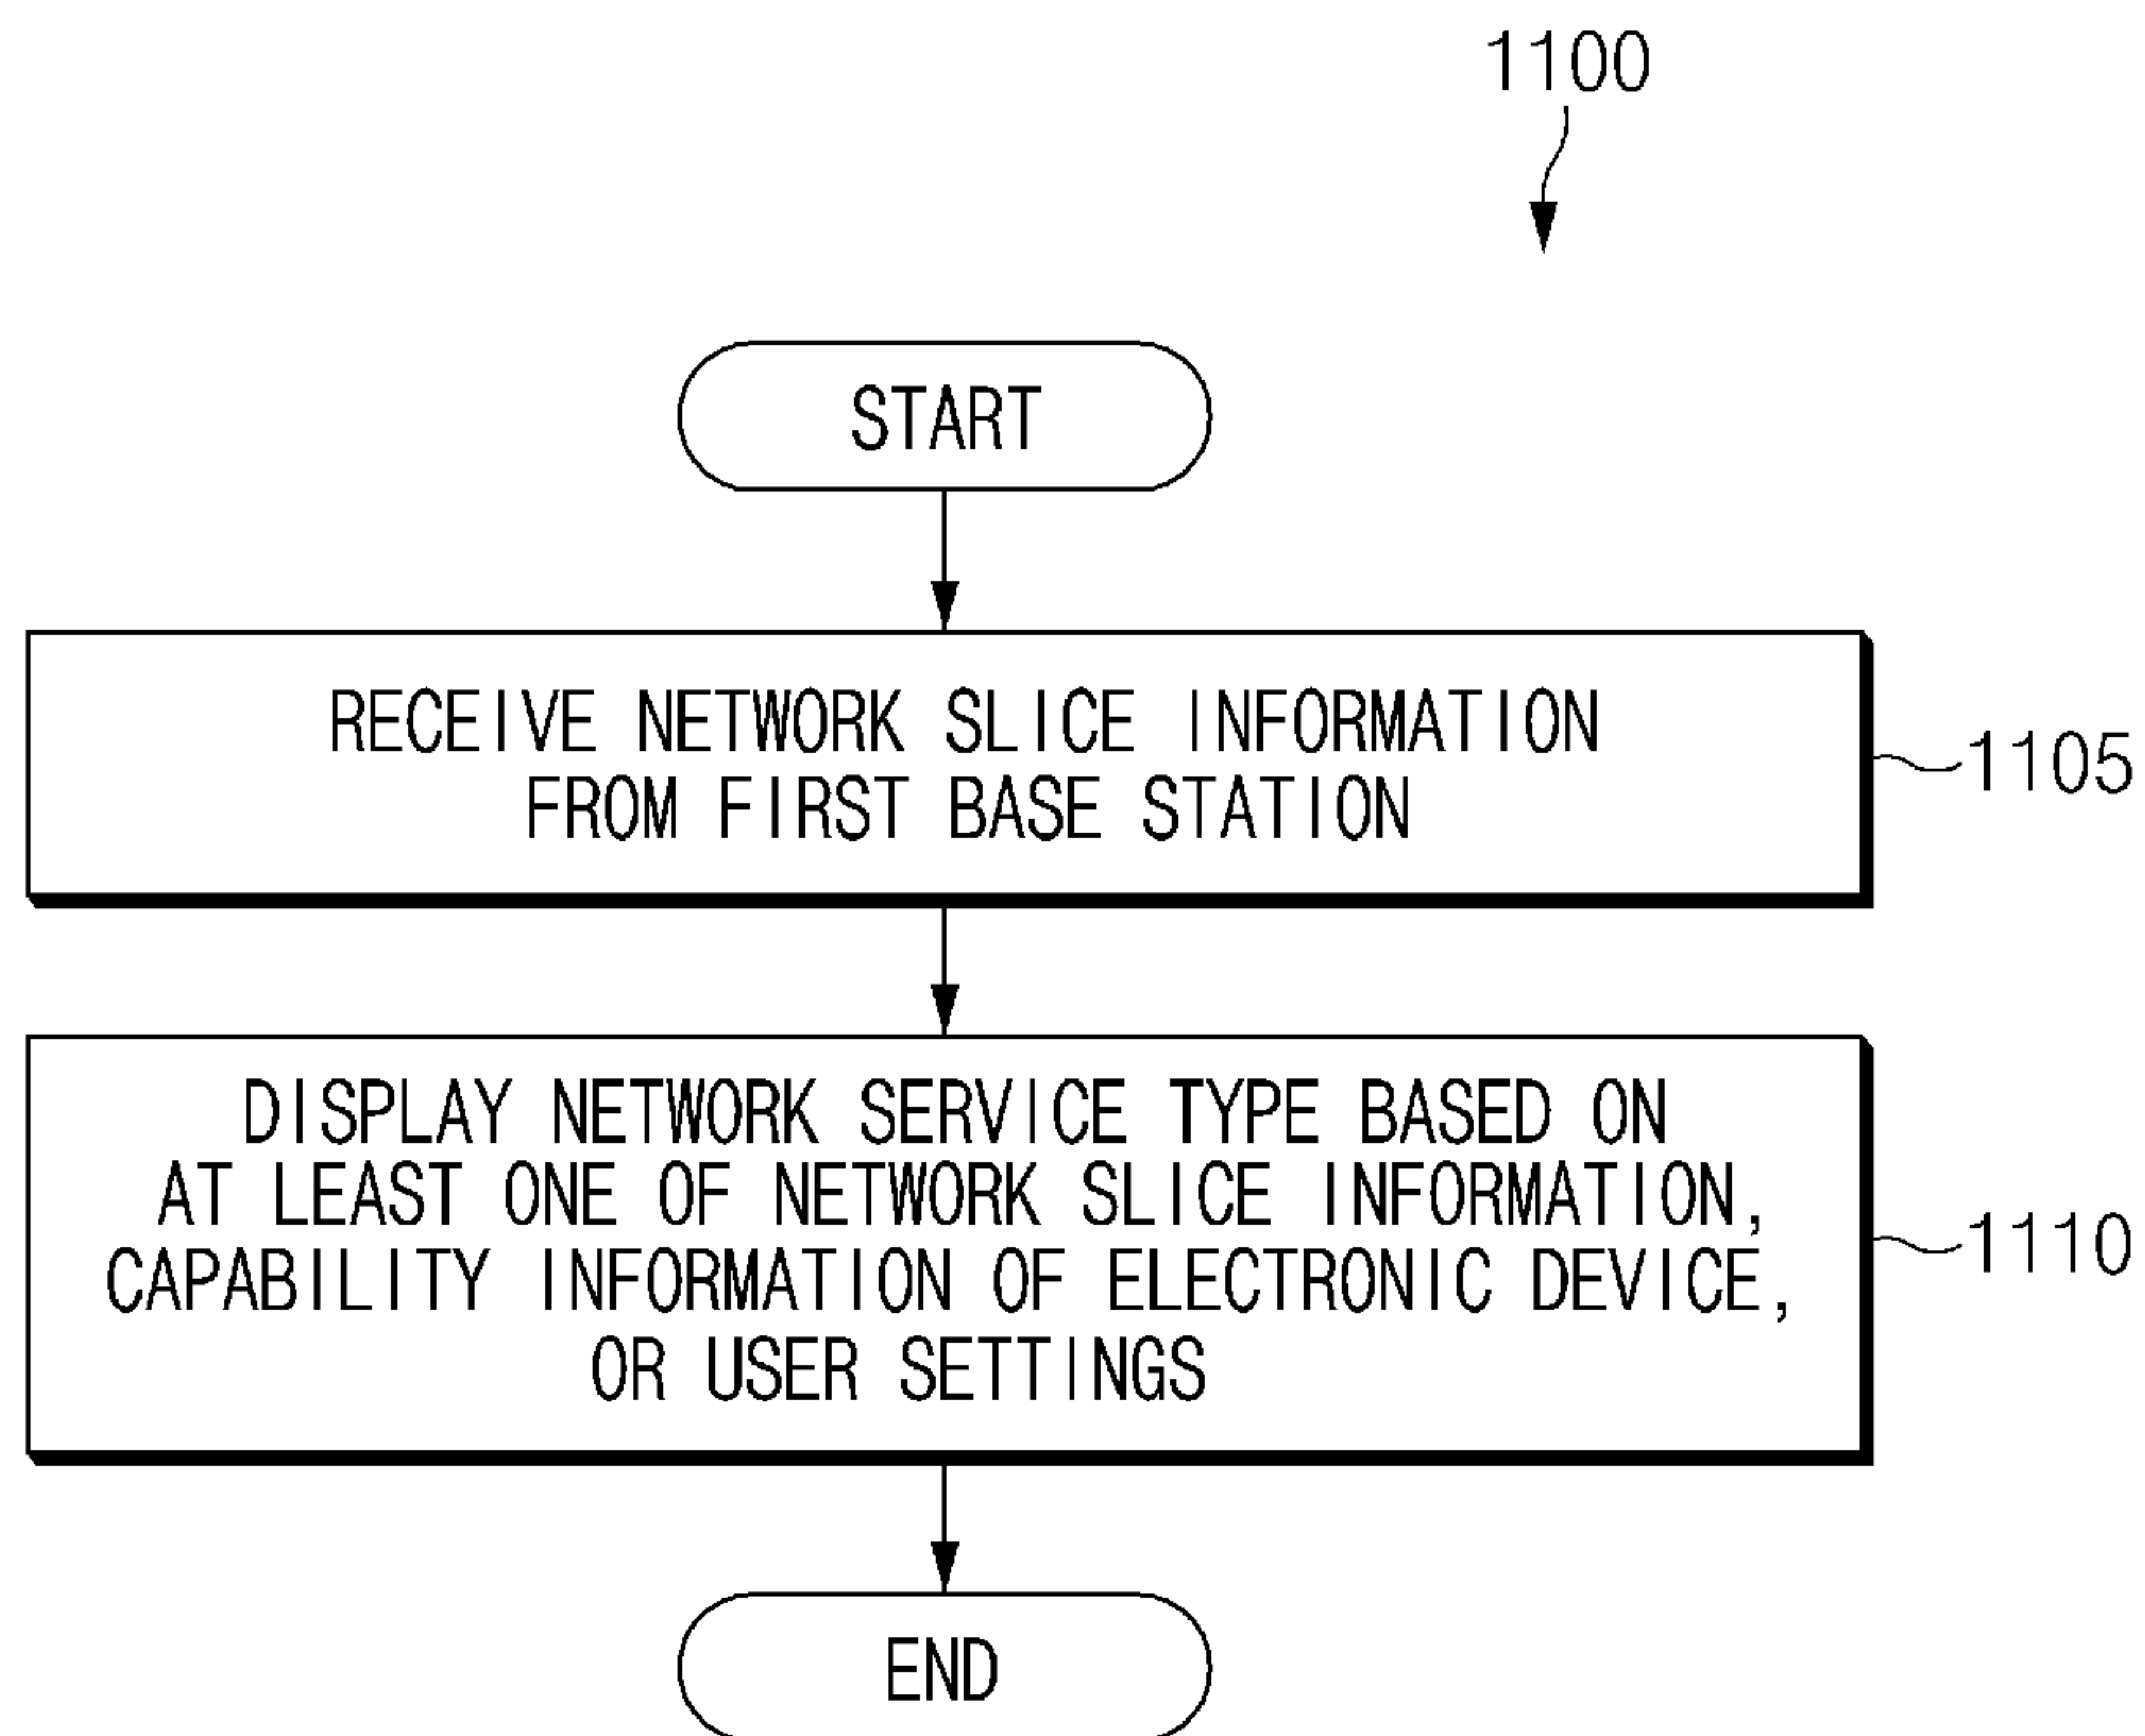 1100
START
RECEIVE NETWORK SLICE INFORMATION
FROM FIRST BASE STATION
1105
DISPLAY NETWORK SERVICE TYPE BASED ON
AT LEAST ONE OF NETWORK SLICE INFORMATION,
CAPABILITY INFORMATION OF ELECTRONIC DEVICE,
OR USER SETTINGS
1110
END